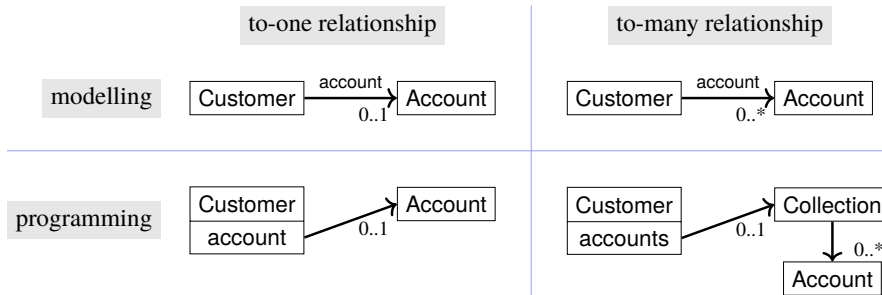 to-one relationship
to-many relationship
modelling
Customer
account
0..1
Account
Customer
account
0..*
Account
programming
Customer
account
0..1
Account
Customer
accounts
0..1
Collection
0..*
Account